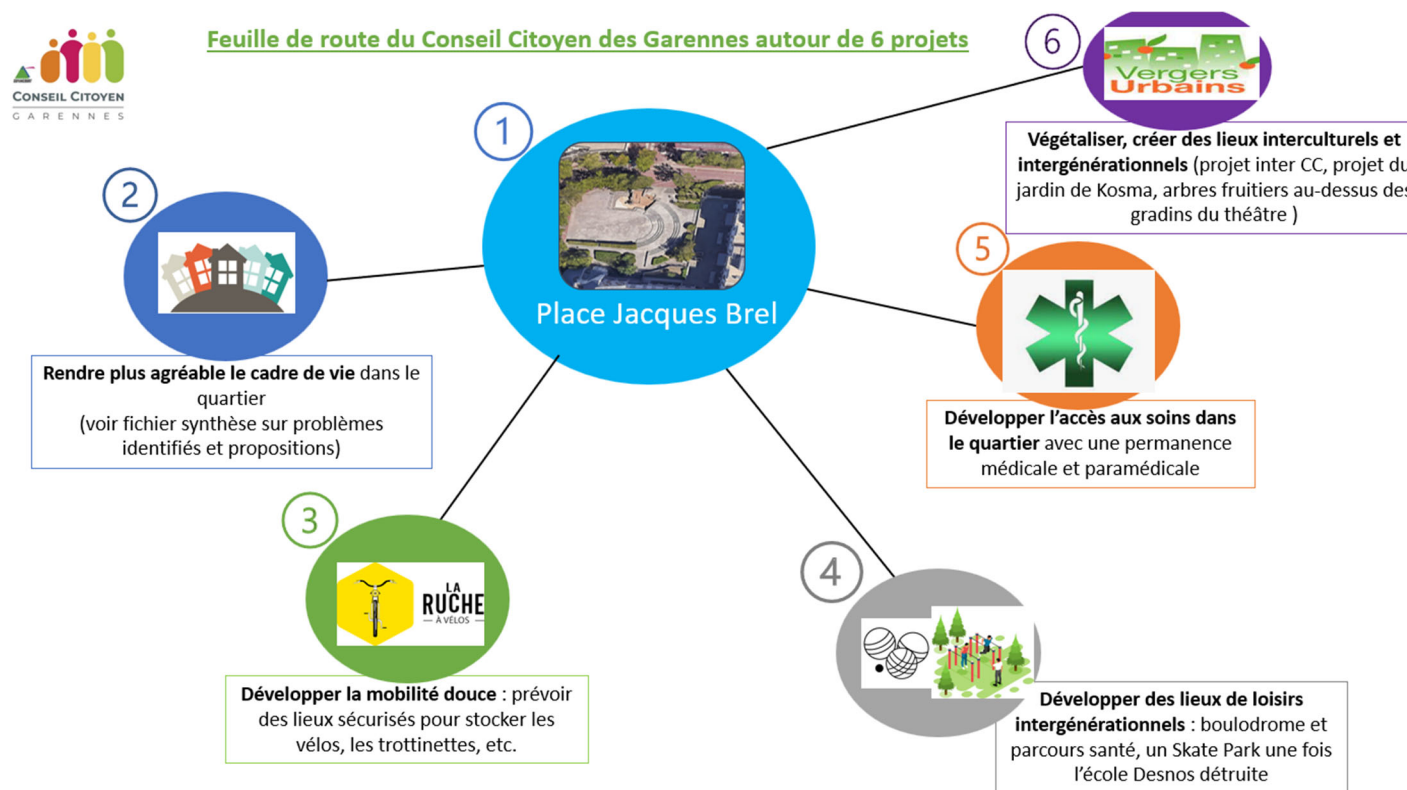 CONSEIL CITOYEN
GARENNES
Feuille de route du Conseil Citoyen des Garennes autour de 6 projets
1
Place Jacques Brel
2
Rendre plus agréable le cadre de vie dans le
quartier
(voir fichier synthèse sur problèmes
identifiés et propositions)
3
LA
RUCHE
À VÉLOS
Développer la mobilité douce : prévoir
des lieux sécurisés pour stocker les
vélos, les trottinettes, etc.
4
Développer des lieux de loisirs
intergénérationnels : boulodrome et
parcours santé, un Skate Park une fois
l'école Desnos détruite
5
Développer l'accès aux soins dans
le quartier avec une permanence
médicale et paramédicale
6
Vergers
Urbains
Végétaliser, créer des lieux interculturels et
intergénérationnels (projet inter CC, projet du
jardin de Kosma, arbres fruitiers au-dessus des
gradins du théâtre )